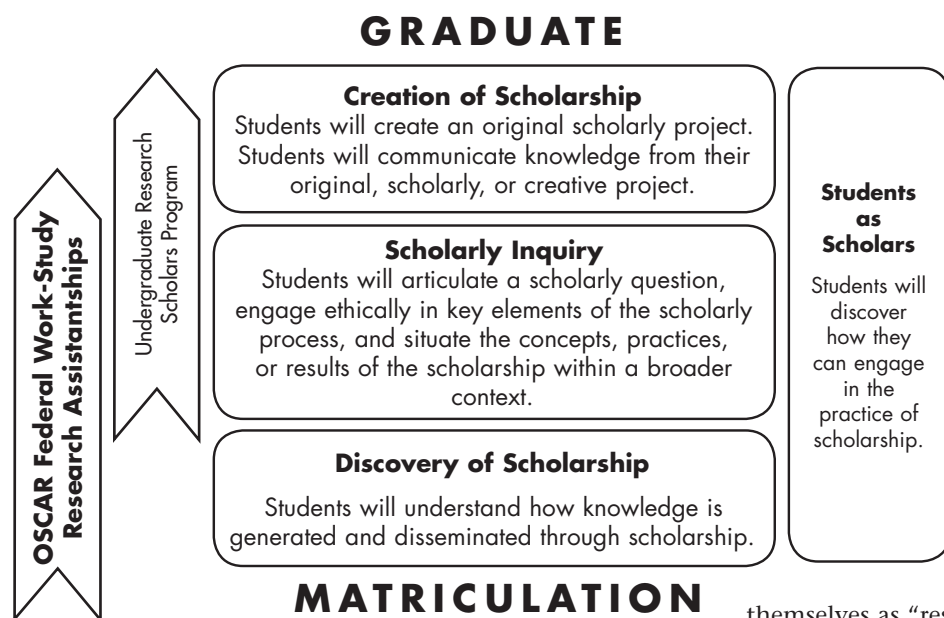 GRADUATE
OSCAR Federal Work-Study
Research Assistantships
Undergraduate Research
Scholars Program
Creation of Scholarship
Students will create an original scholarly project.
Students will communicate knowledge from their
original, scholarly, or creative project.
Scholarly Inquiry
Students will articulate a scholarly question,
engage ethically in key elements of the scholarly
process, and situate the concepts, practices,
or results of the scholarship within a broader
context.
Discovery of Scholarship
Students will understand how knowledge is
generated and disseminated through scholarship.
Students
as
Scholars
Students will
discover
how they
can engage
in the
practice of
scholarship.
MATRICULATION
themselves as “res